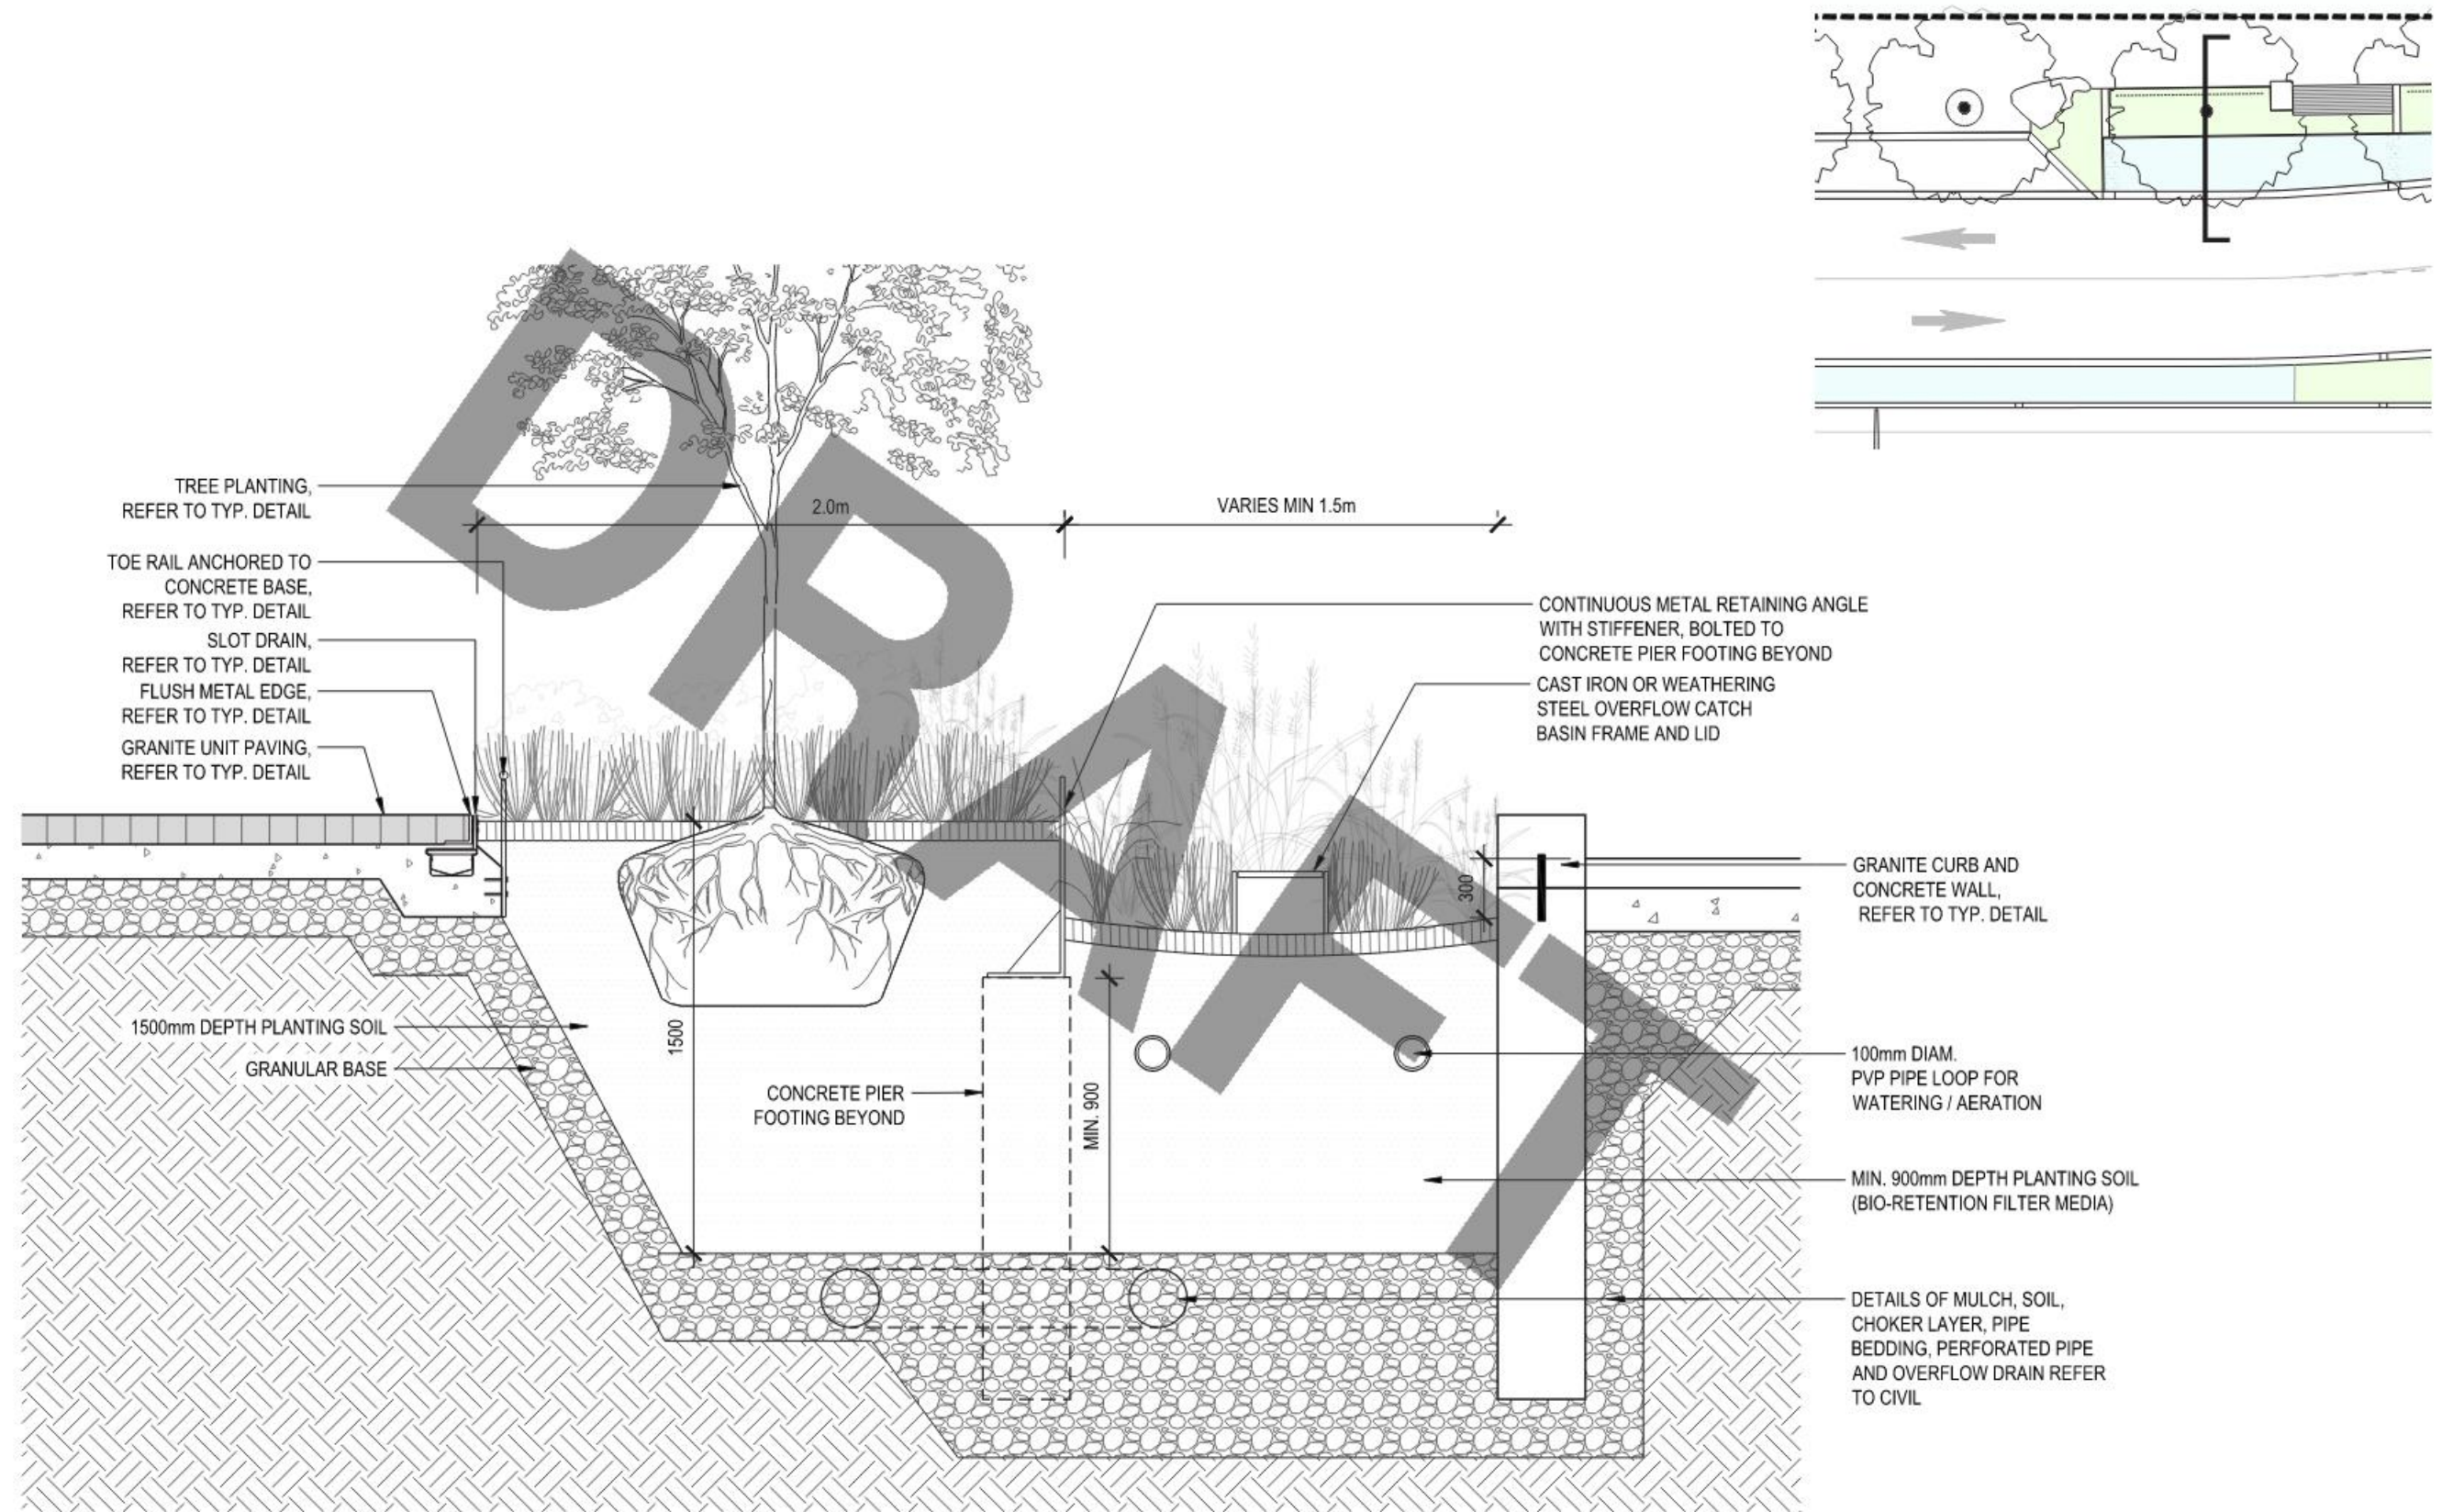 TREE PLANTING,
REFER TO TYP. DETAIL
TOE RAIL ANCHORED TO
CONCRETE BASE,
REFER TO TYP. DETAIL
SLOT DRAIN,
REFER TO TYP. DETAIL
FLUSH METAL EDGE,
REFER TO TYP. DETAIL
GRANITE UNIT PAVING,
REFER TO TYP. DETAIL
1500mm DEPTH PLANTING SOIL
GRANULAR BASE
2.0m
VARIES MIN 1.5m
DRAFT
1500
CONCRETE PIER
FOOTING BEYOND
MIN. 900
300
CONTINUOUS METAL RETAINING ANGLE
WITH STIFFENER, BOLTED TO
CONCRETE PIER FOOTING BEYOND
CAST IRON OR WEATHERING
STEEL OVERFLOW CATCH
BASIN FRAME AND LID
GRANITE CURB AND
CONCRETE WALL,
REFER TO TYP. DETAIL
100mm DIAM.
PVP PIPE LOOP FOR
WATERING / AERATION
MIN. 900mm DEPTH PLANTING SOIL
(BIO-RETENTION FILTER MEDIA)
DETAILS OF MULCH, SOIL,
CHOKER LAYER, PIPE
BEDDING, PERFORATED PIPE
AND OVERFLOW DRAIN REFER
TO CIVIL